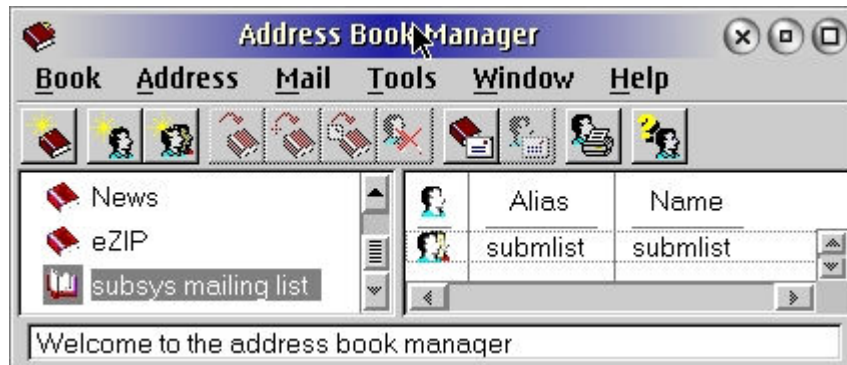 Address Book Manager
Book Address Mail Tools Window Help
News
eZIP
subsys mailing list
Alias Name
submlist submlist
Welcome to the address book manager